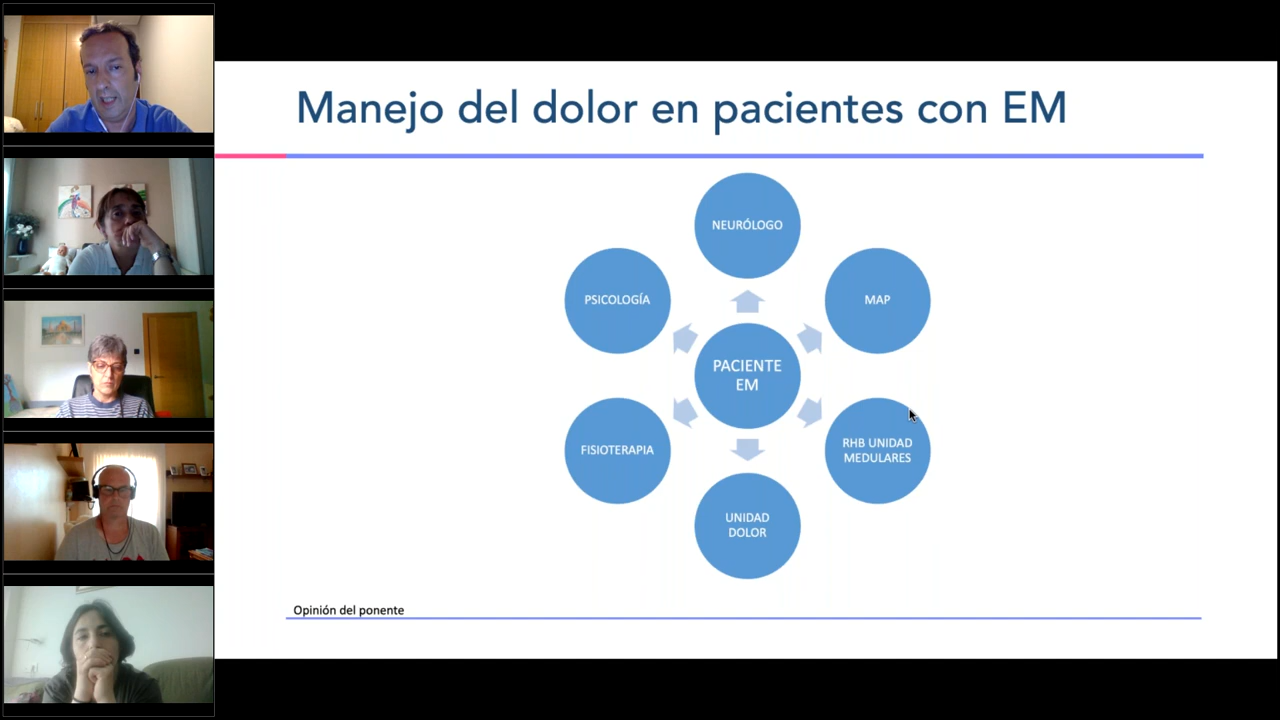 Manejo del dolor en pacientes con EM
NEURÓLOGO
PSICOLOGÍA
MAP
PACIENTE
EM
FISIOTERAPIA
RHB UNIDAD
MEDULARES
UNIDAD
DOLOR
Opinión del ponente